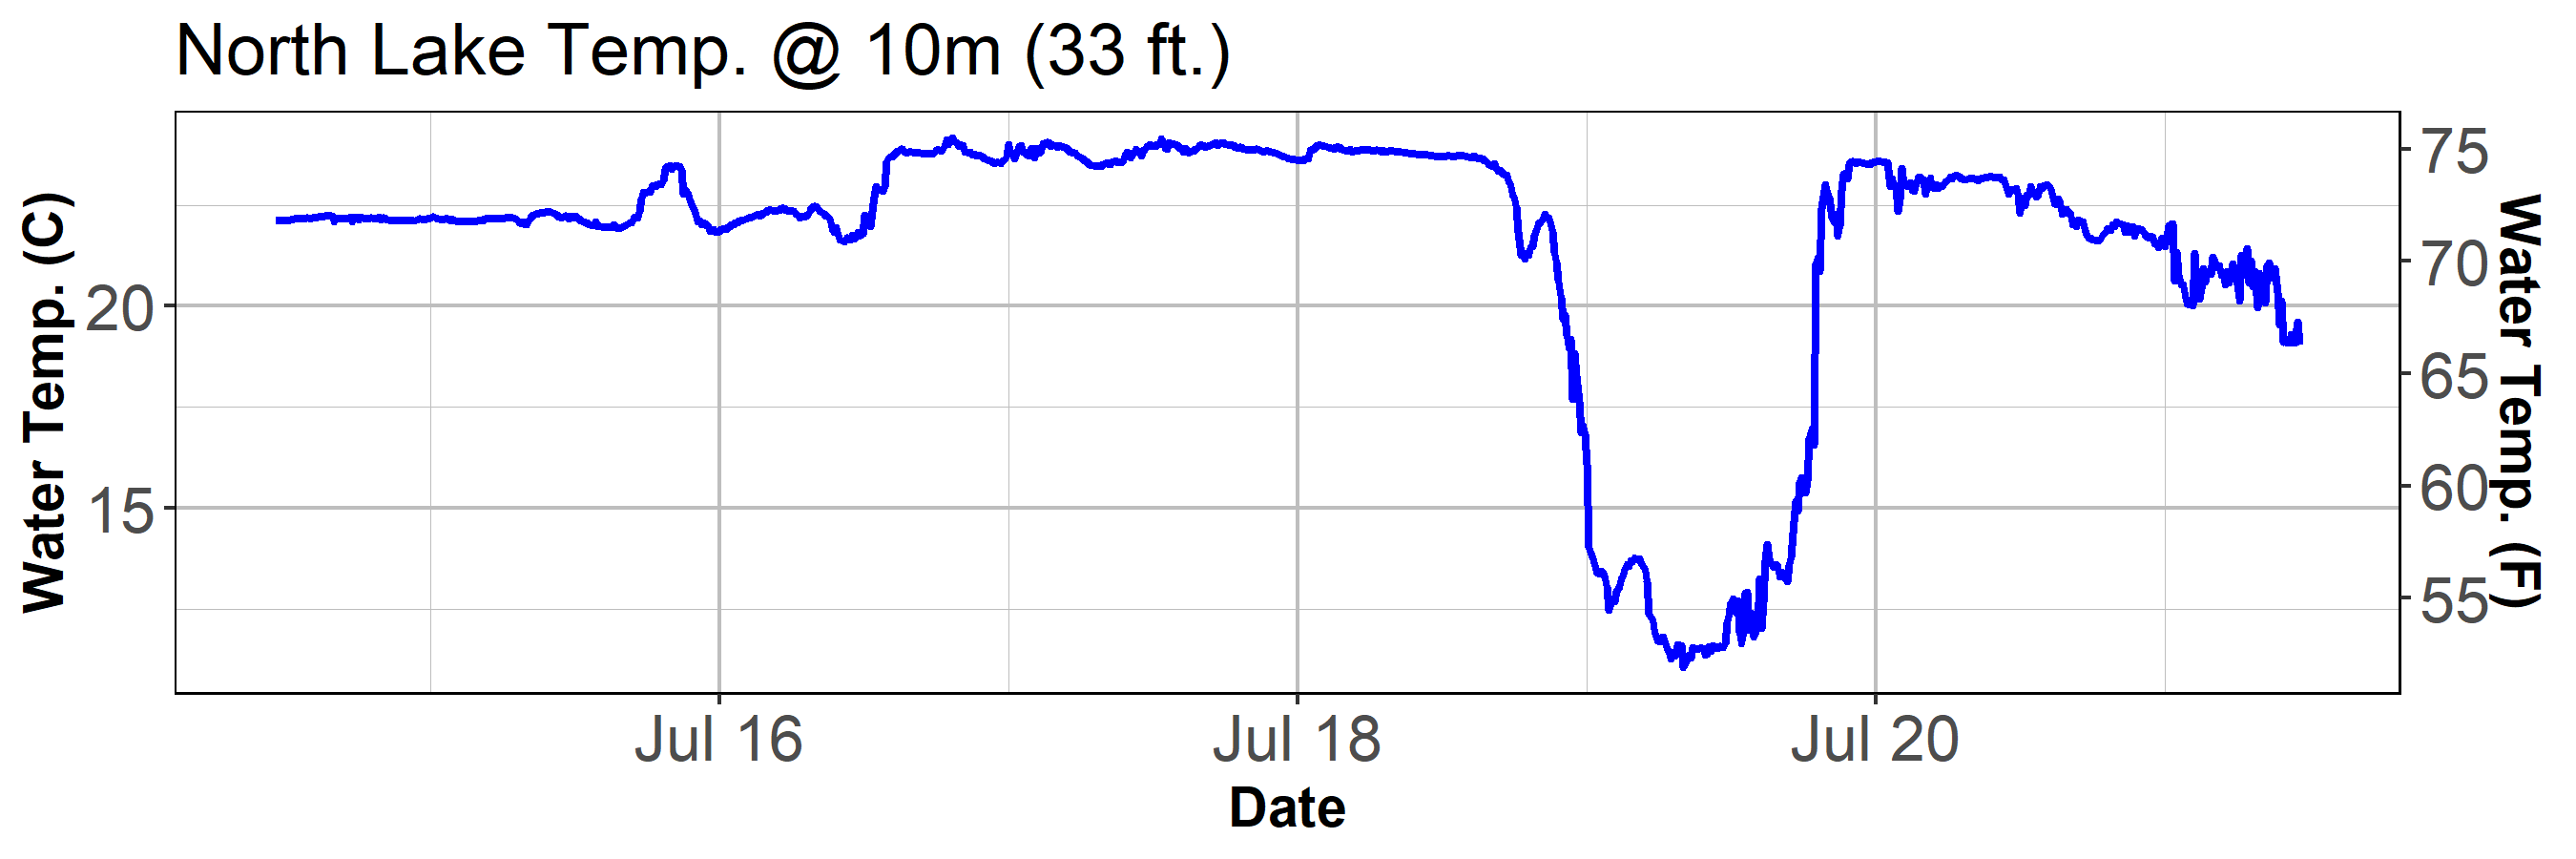 North Lake Temp. @ 10m (33 ft.)
Water Temp. (C)
20
15
75
70
65
60
55
Water Temp. (F)
Jul 16
Jul 18
Jul 20
Date